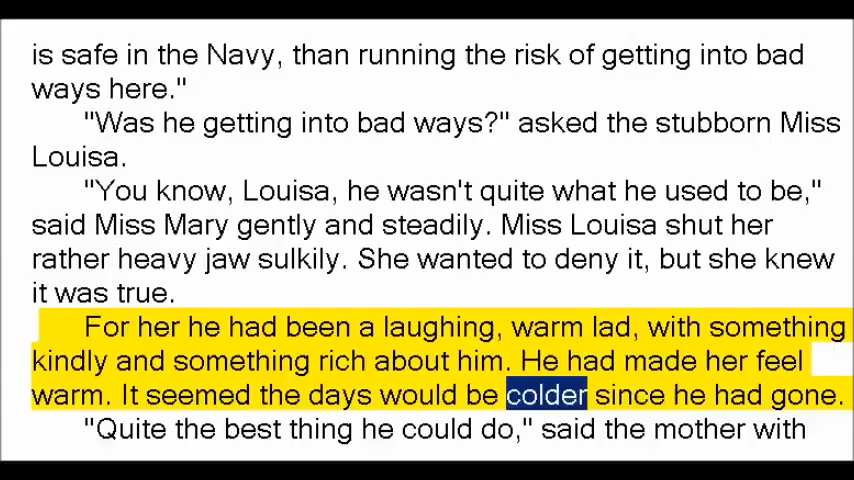 is safe in the Navy, than running the risk of getting into bad
ways here."
"Was he getting into bad ways?" asked the stubborn Miss
Louisa.
"You know, Louisa, he wasn't quite what he used to be,"
said Miss Mary gently and steadily. Miss Louisa shut her
rather heavy jaw sulkily. She wanted to deny it, but she knew
it was true.
For her he had been a laughing, warm lad, with something
kindly and something rich about him. He had made her feel
warm. It seemed the days would be colder since he had gone.
"Quite the best thing he could do," said the mother with